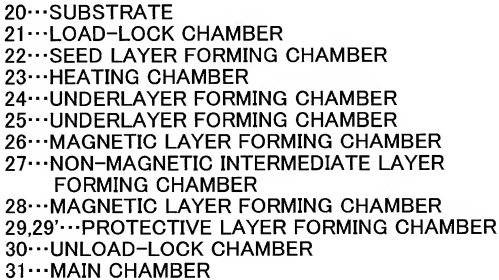 20···SUBSTRATE
21···LOAD-LOCK CHAMBER
22···SEED LAYER FORMING CHAMBER
23···HEATING CHAMBER
24···UNDERLAYER FORMING CHAMBER
25···UNDERLAYER FORMING CHAMBER
26···MAGNETIC LAYER FORMING CHAMBER
27···NON-MAGNETIC INTERMEDIATE LAYER
FORMING CHAMBER
28···MAGNETIC LAYER FORMING CHAMBER
29,29'···PROTECTIVE LAYER FORMING CHAMBER
30···UNLOAD-LOCK CHAMBER
31···MAIN CHAMBER